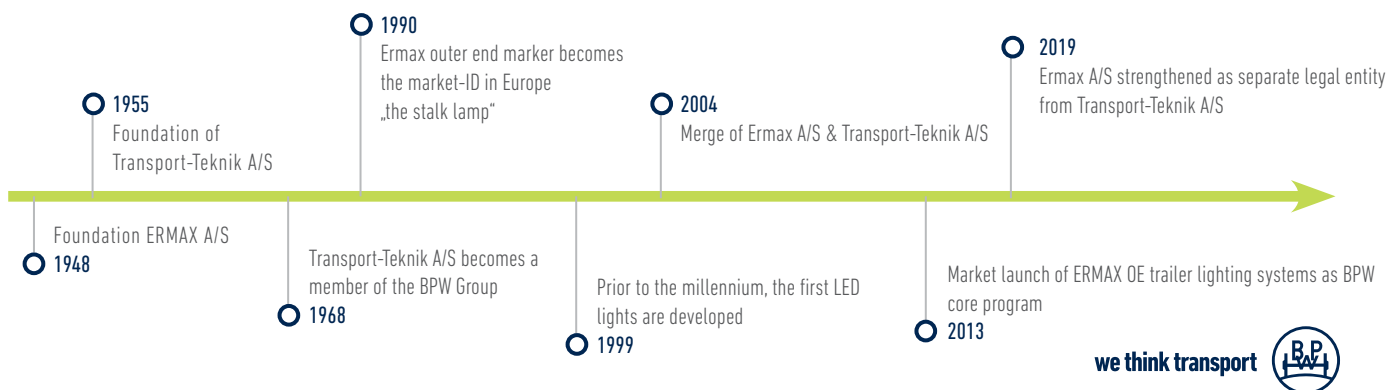 1990
Ermax outer end marker becomes
the market-ID in Europe
„the stalk lamp“
2019
Ermax A/S strengthened as separate legal entity
from Transport-Teknik A/S
1955
Foundation of
Transport-Teknik A/S
2004
Merge of Ermax A/S & Transport-Teknik A/S
Foundation ERMAX A/S
1948
Transport-Teknik A/S becomes a
member of the BPW Group
1968
Prior to the millennium, the first LED
lights are developed
1999
Market launch of ERMAX OE trailer lighting systems as BPW
core program
2013
we think transport
BPW